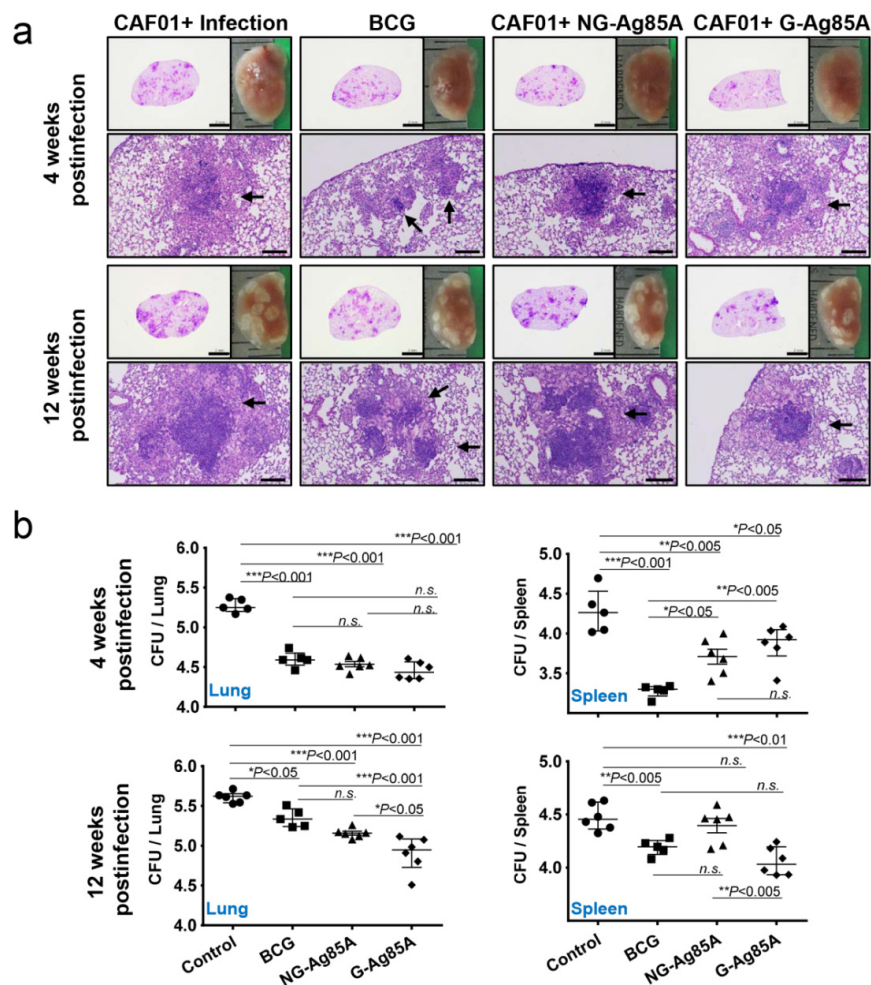 a
CAF01+ Infection
BCG
CAF01+ NG-Ag85A
CAF01+ G-Ag85A
4 weeks
postinfection
12 weeks
postinfection
HARDENED
b
4 weeks
postinfection
CFU / Lung
6.0
5.5
5.0
4.5
4.0
***P<0.001
***P<0.001
***P<0.001
n.s.
n.s.
n.s.
Lung
CFU / Spleen
5.0
4.5
4.0
3.5
*P<0.05
**P<0.005
***P<0.001
**P<0.005
*P<0.05
n.s.
Spleen
12 weeks
postinfection
CFU / Lung
6.0
5.5
5.0
4.5
4.0
***P<0.001
***P<0.001
*P<0.05
***P<0.001
n.s.
*P<0.05
Lung
Control
BCG
NG-Ag85A
G-Ag85A
CFU / Spleen
5.0
4.5
4.0
***P<0.01
n.s.
**P<0.005
n.s.
n.s.
**P<0.005
Spleen
Control
BCG
NG-Ag85A
G-Ag85A